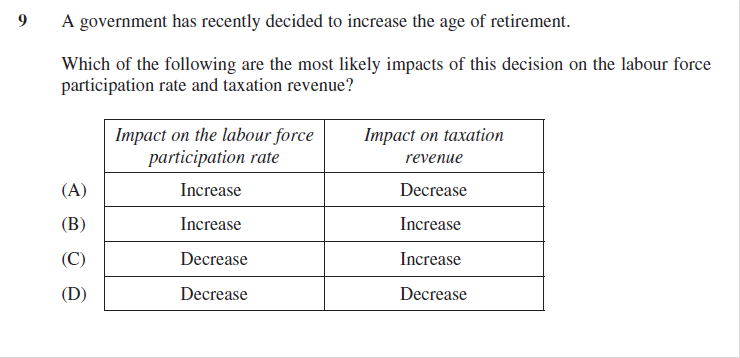 9 A government has recently decided to increase the age of retirement.
Which of the following are the most likely impacts of this decision on the labour force
participation rate and taxation revenue?
Impact on the labour force participation rate Impact on taxation revenue
(A) Increase Decrease
(B) Increase Increase
(C) Decrease Increase
(D) Decrease Decrease